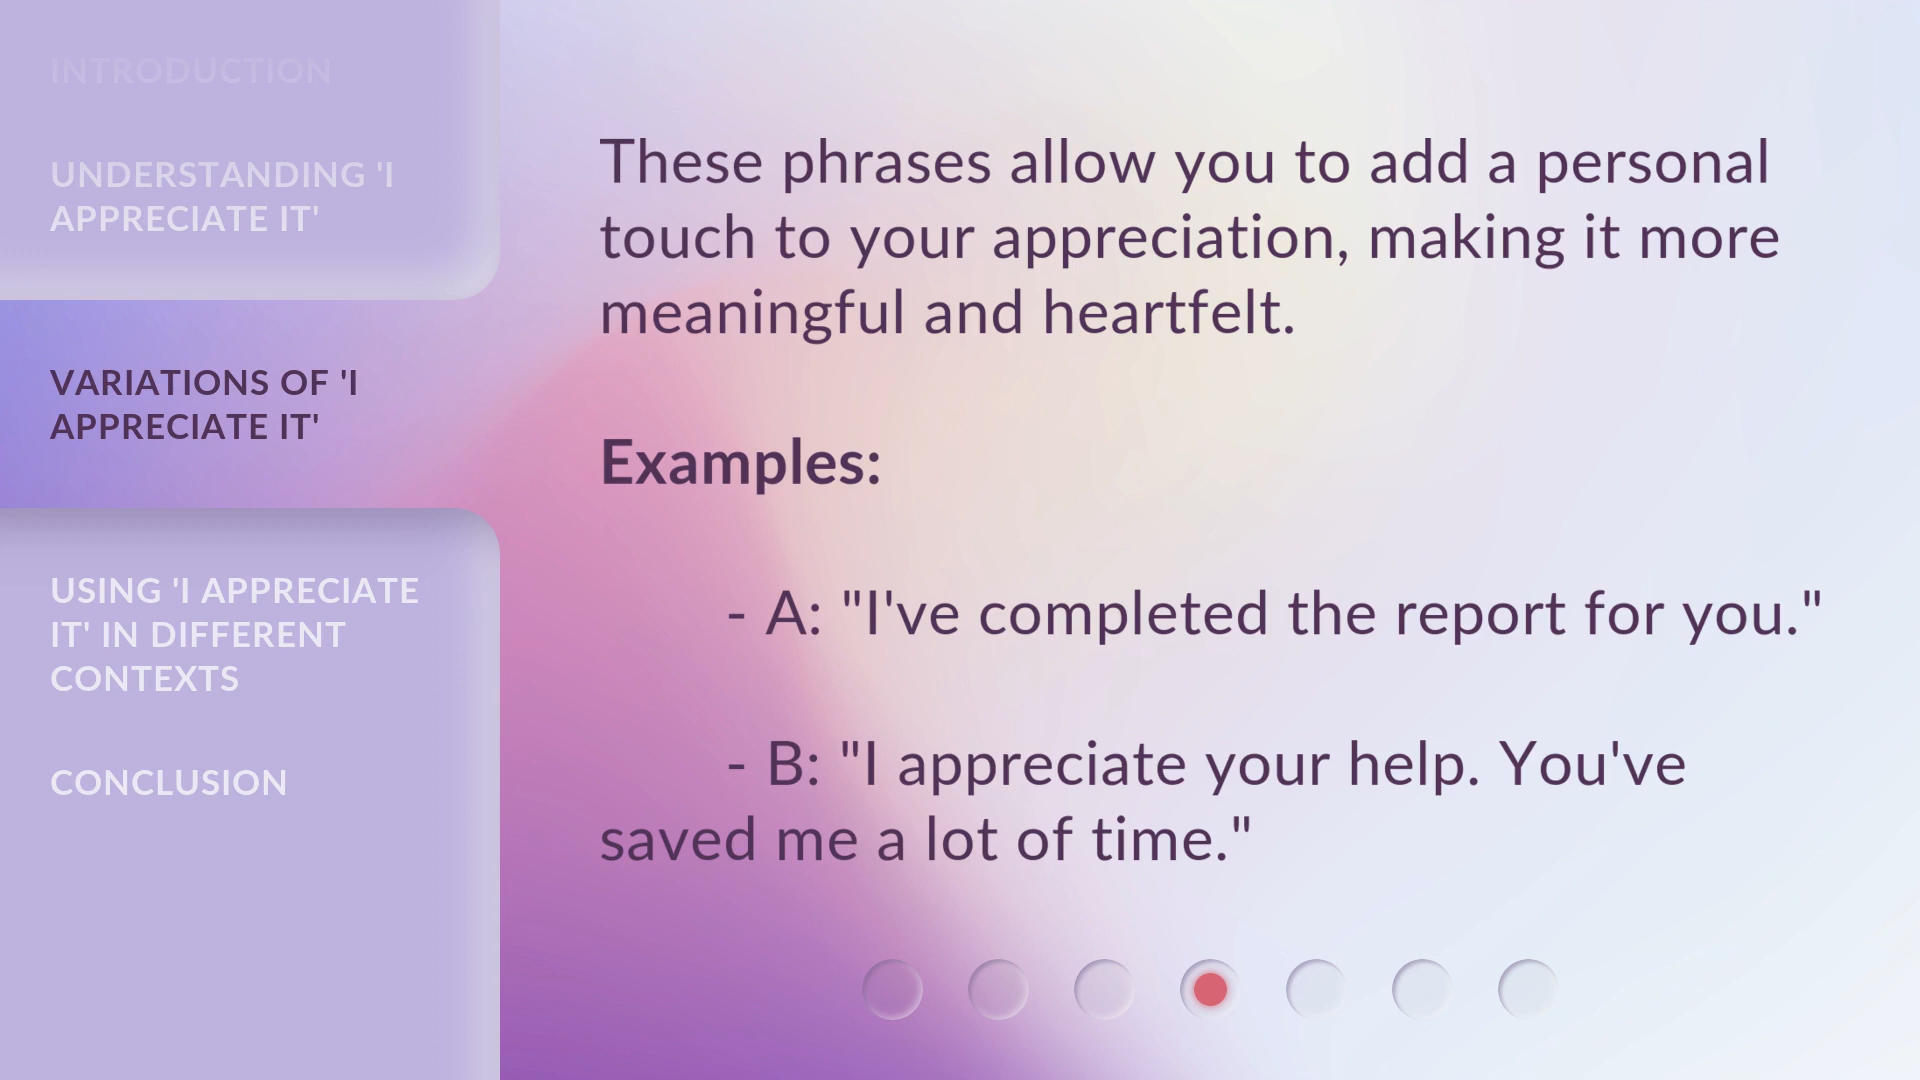 INTRODUCTION
UNDERSTANDING 'I
APPRECIATE IT'
VARIATIONS OF 'I
APPRECIATE IT'
USING 'I APPRECIATE
IT' IN DIFFERENT
CONTEXTS
CONCLUSION
These phrases allow you to add a personal
touch to your appreciation, making it more
meaningful and heartfelt.
Examples:
- A: "I've completed the report for you."
- B: "I appreciate your help. You've
saved me a lot of time."